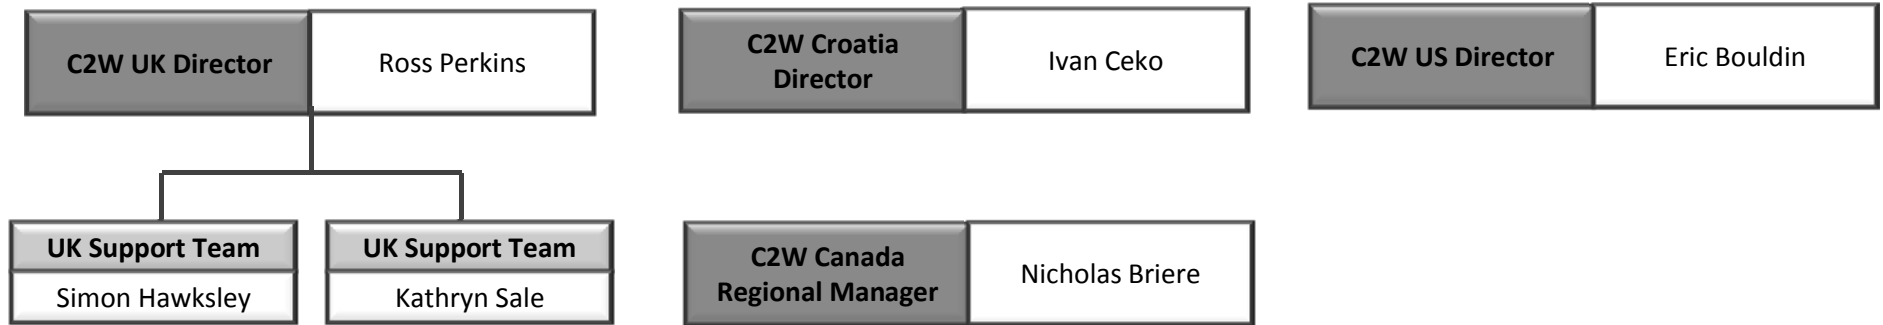 C2W UK Director
Ross Perkins
C2W Croatia
Director
Ivan Ceko
C2W US Director
Eric Bouldin
UK Support Team
Simon Hawksley
UK Support Team
Kathryn Sale
C2W Canada
Regional Manager
Nicholas Briere